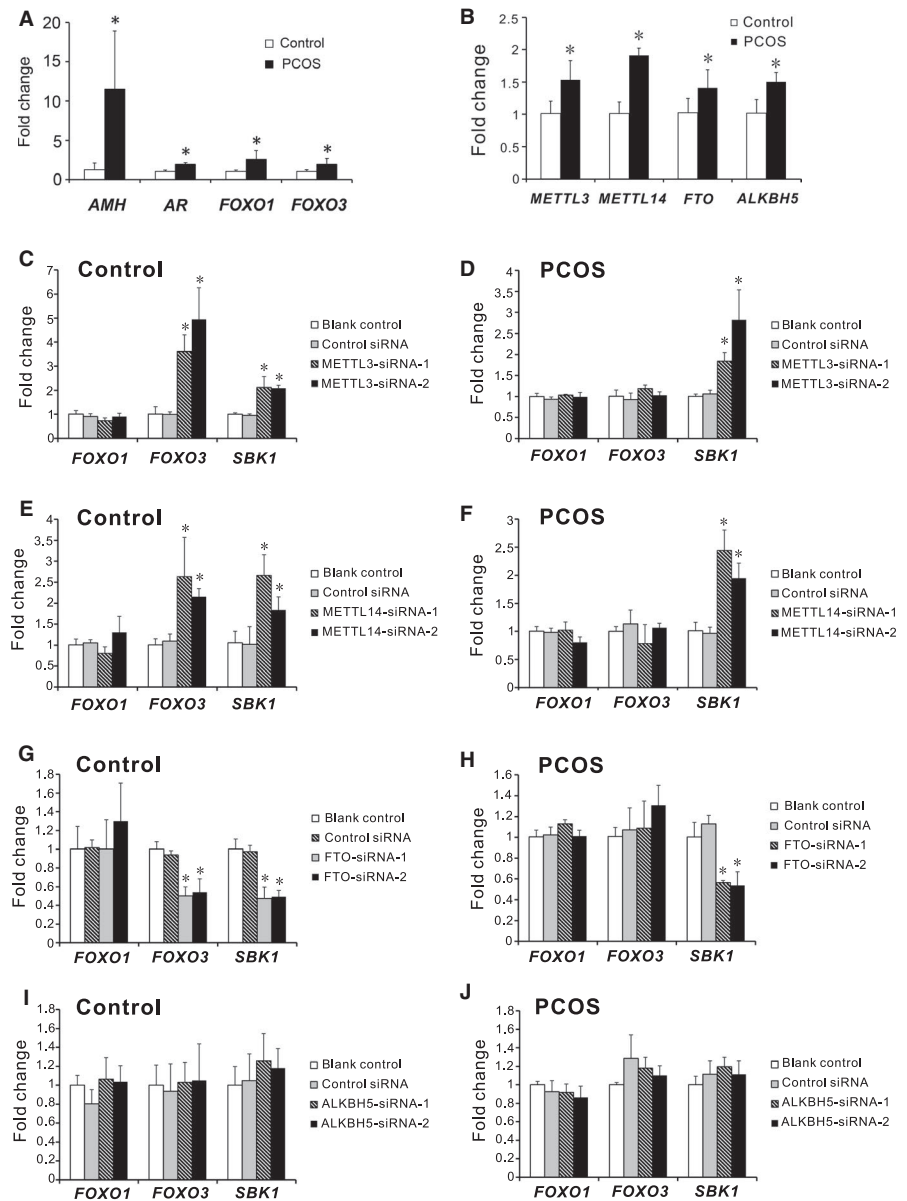 A
Fold change
20
15
10
5
0
*
*
*
*
Control
PCOS
AMH AR FOXO1 FOXO3
B
Fold change
2.5
2
1.5
1
0.5
0
*
*
*
*
Control
PCOS
METTL3 METTL14 FTO ALKBH5
C
Control
Fold change
7
6
5
4
3
2
1
0
*
*
*
*
Blank control
Control siRNA
METTL3-siRNA-1
METTL3-siRNA-2
FOXO1 FOXO3 SBK1
D
PCOS
Fold change
4
3.5
3
2.5
2
1.5
1
0.5
0
*
*
Blank control
Control siRNA
METTL3-siRNA-1
METTL3-siRNA-2
FOXO1 FOXO3 SBK1
E
Control
Fold change
4
3.5
3
2.5
2
1.5
1
0.5
0
*
*
*
*
Blank control
Control siRNA
METTL14-siRNA-1
METTL14-siRNA-2
FOXO1 FOXO3 SBK1
F
PCOS
Fold change
3
2.5
2
1.5
1
0.5
0
*
*
Blank control
Control siRNA
METTL14-siRNA-1
METTL14-siRNA-2
FOXO1 FOXO3 SBK1
G
Control
Fold change
1.8
1.6
1.4
1.2
1
0.8
0.6
0.4
0.2
0
*
*
*
*
Blank control
Control siRNA
FTO-siRNA-1
FTO-siRNA-2
FOXO1 FOXO3 SBK1
H
PCOS
Fold change
1.8
1.6
1.4
1.2
1
0.8
0.6
0.4
0.2
0
*
*
Blank control
Control siRNA
FTO-siRNA-1
FTO-siRNA-2
FOXO1 FOXO3 SBK1
I
Control
Fold change
1.8
1.6
1.4
1.2
1
0.8
0.6
0.4
0.2
0
Blank control
Control siRNA
ALKBH5-siRNA-1
ALKBH5-siRNA-2
FOXO1 FOXO3 SBK1
J
PCOS
Fold change
1.8
1.6
1.4
1.2
1
0.8
0.6
0.4
0.2
0
Blank control
Control siRNA
ALKBH5-siRNA-1
ALKBH5-siRNA-2
FOXO1 FOXO3 SBK1